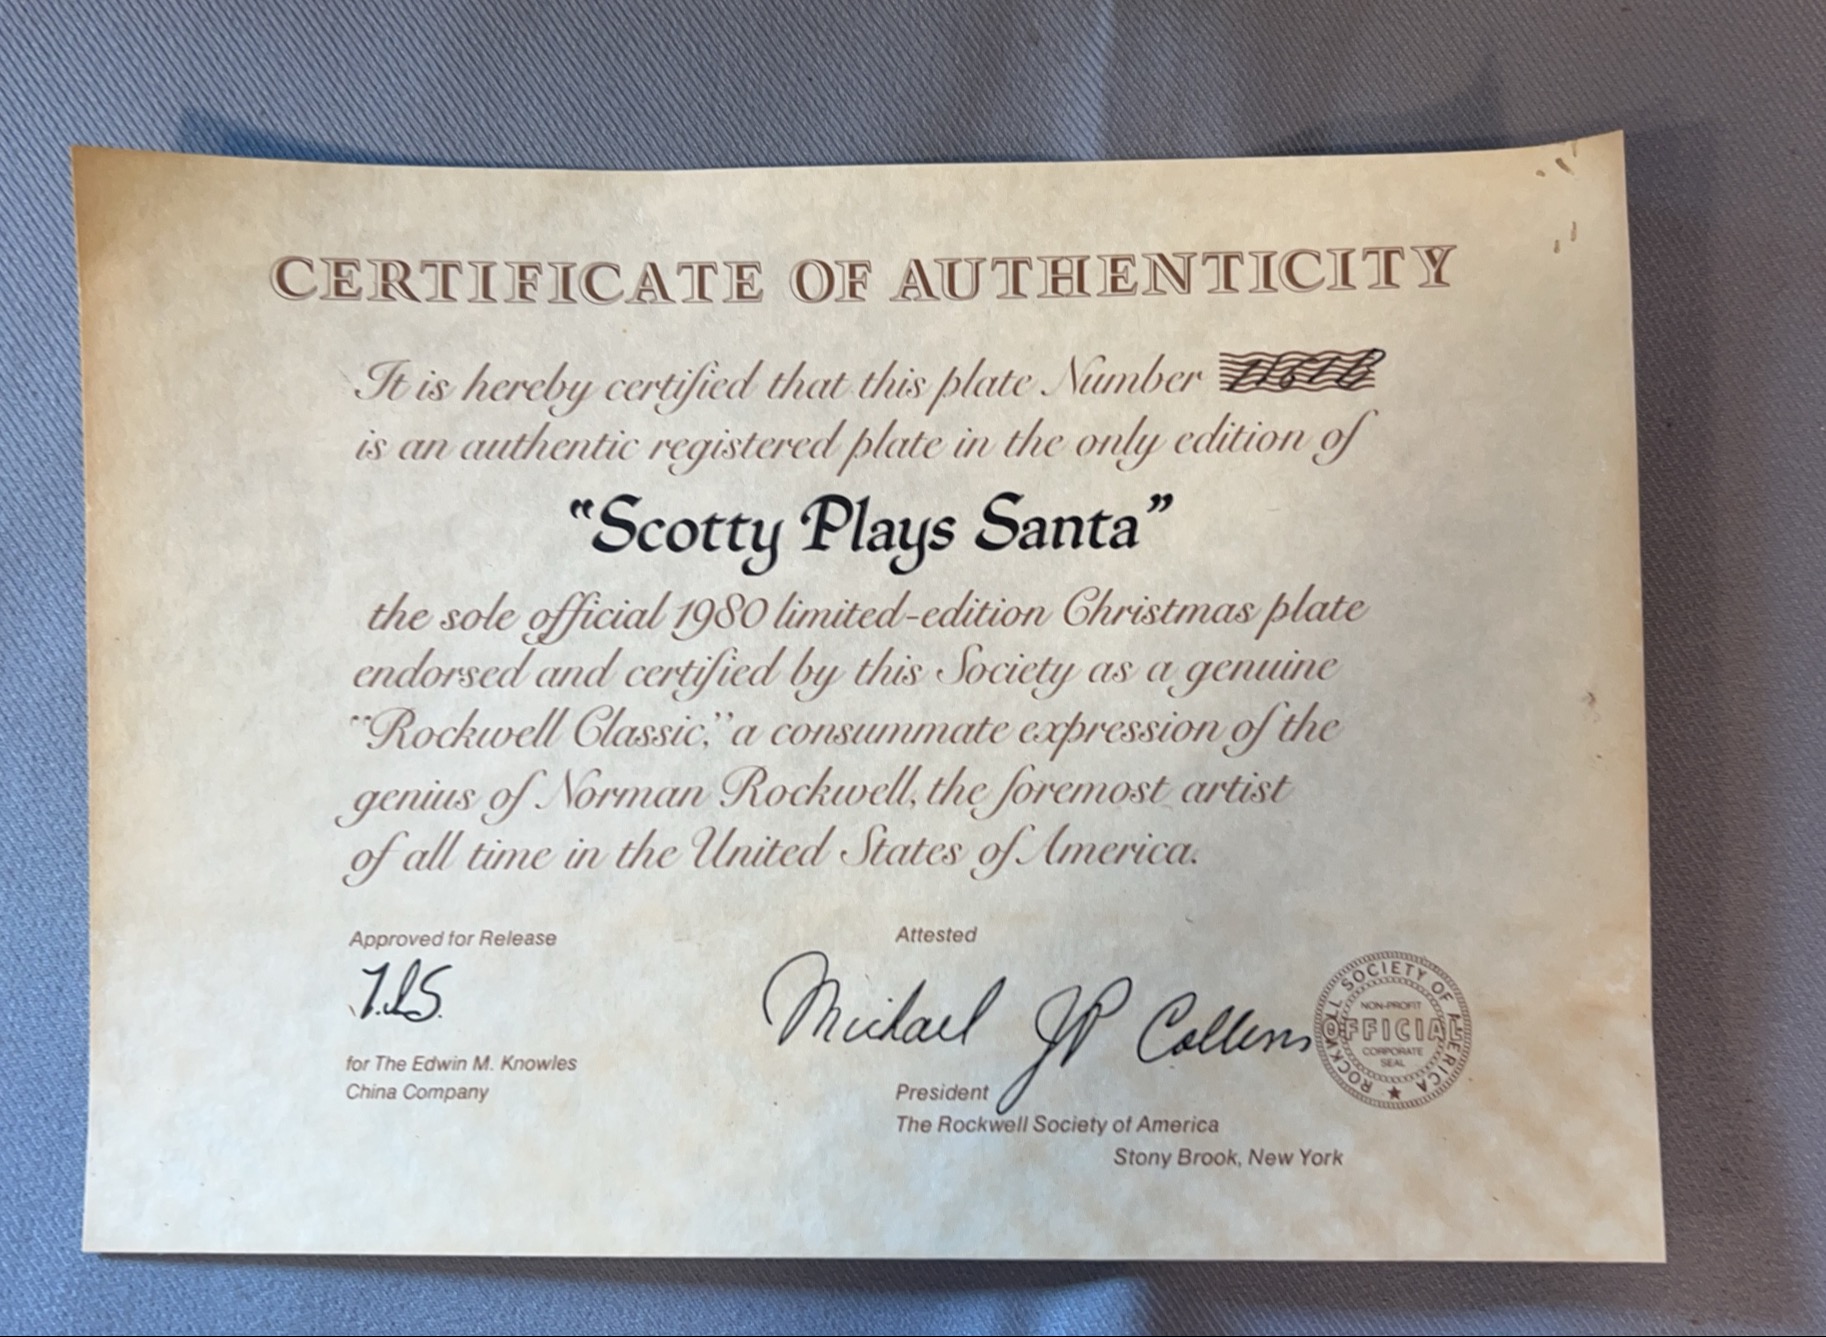 CERTIFICATE OF AUTHENTICITY
It is hereby certified that this plate Number
is an authentic registered plate in the only edition of
“Scotty Plays Santa”
the sole official 1980 limited-edition Christmas plate
endorsed and certified by this Society as a genuine
“Rockwell Classic,” a consummate expression of the
genius of Norman Rockwell, the foremost artist
of all time in the United States of America.
Approved for Release
for The Edwin M. Knowles
China Company
Attested
Michael JP Collins
President
The Rockwell Society of America
Stony Brook, New York
ROCKWELL SOCIETY OF AMERICA
NON-PROFIT
OFFICIAL
CORPORATE
SEAL